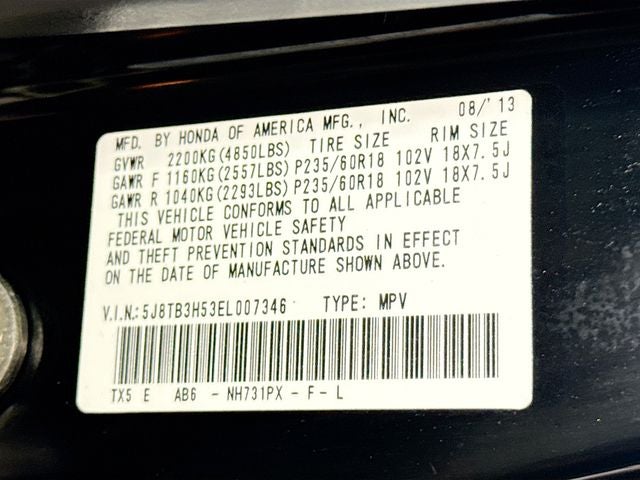 MFD. BY HONDA OF AMERICA MFG., INC. 08/'13
GVWR 2200KG(4850LBS) TIRE SIZE RIM SIZE
GAWR F 1160KG(2557LBS) P235/60R18 102V 18X7.5J
GAWR R 1040KG(2293LBS) P235/60R18 102V 18X7.5J
THIS VEHICLE CONFORMS TO ALL APPLICABLE
FEDERAL MOTOR VEHICLE SAFETY
AND THEFT PREVENTION STANDARDS IN EFFECT
ON THE DATE OF MANUFACTURE SHOWN ABOVE.
V.I.N.:5J8TB3H53EL007346 TYPE: MPV
TX5 E AB6 - NH731PX - F - L